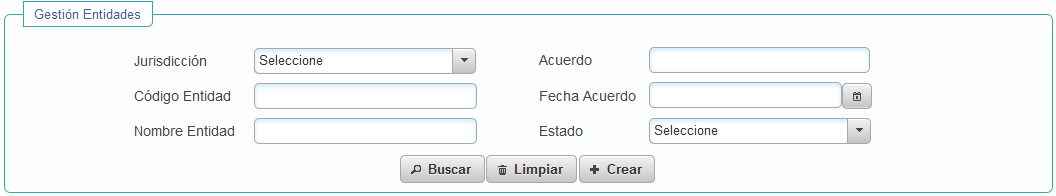 Gestión Entidades
Jurisdicción Seleccione Acuerdo
Código Entidad Fecha Acuerdo
Nombre Entidad Estado Seleccione
Buscar Limpiar Crear